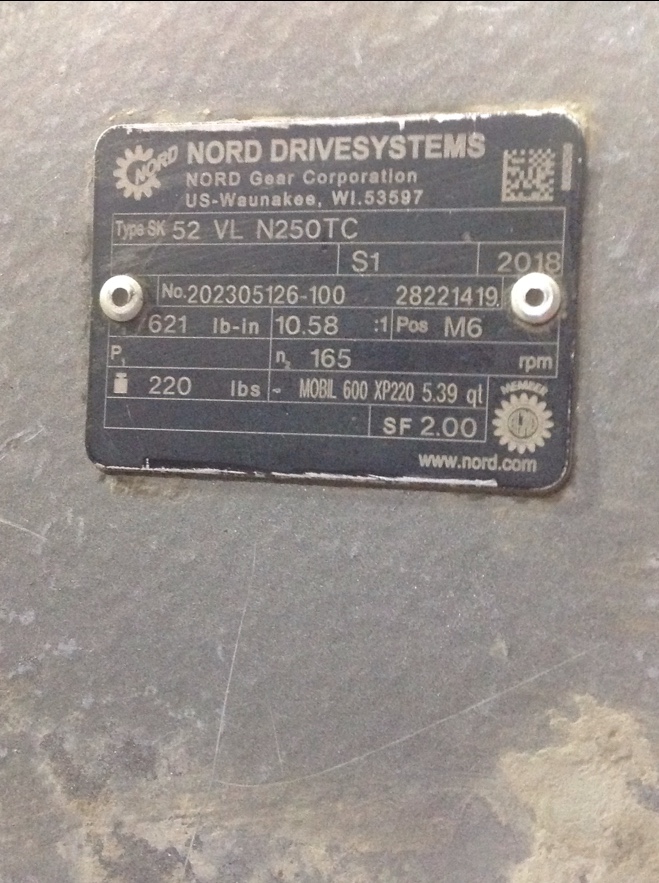 NORD
NORD DRIVESYSTEMS
NORD Gear Corporation
US-Waunakee, WI.53597
Type SK 52 VL N250TC
S1 2018
No. 202305126-100 28221419
621 lb-in 10.58 :1 Pos M6
P₁ n₂ 165 rpm
220 lbs ~ MOBIL 600 XP220 5.39 qt
MEMBER
SF 2.00
www.nord.com